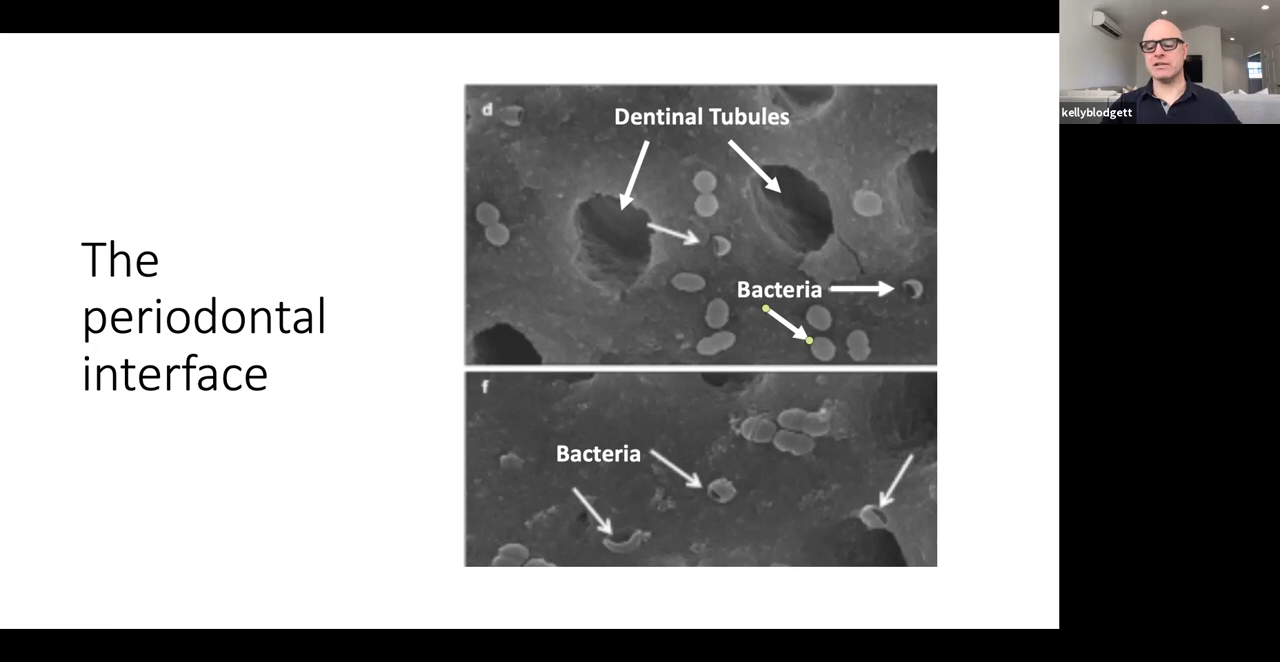 The
periodontal
interface
d
Dentinal Tubules
Bacteria
f
Bacteria
kellyblodgett